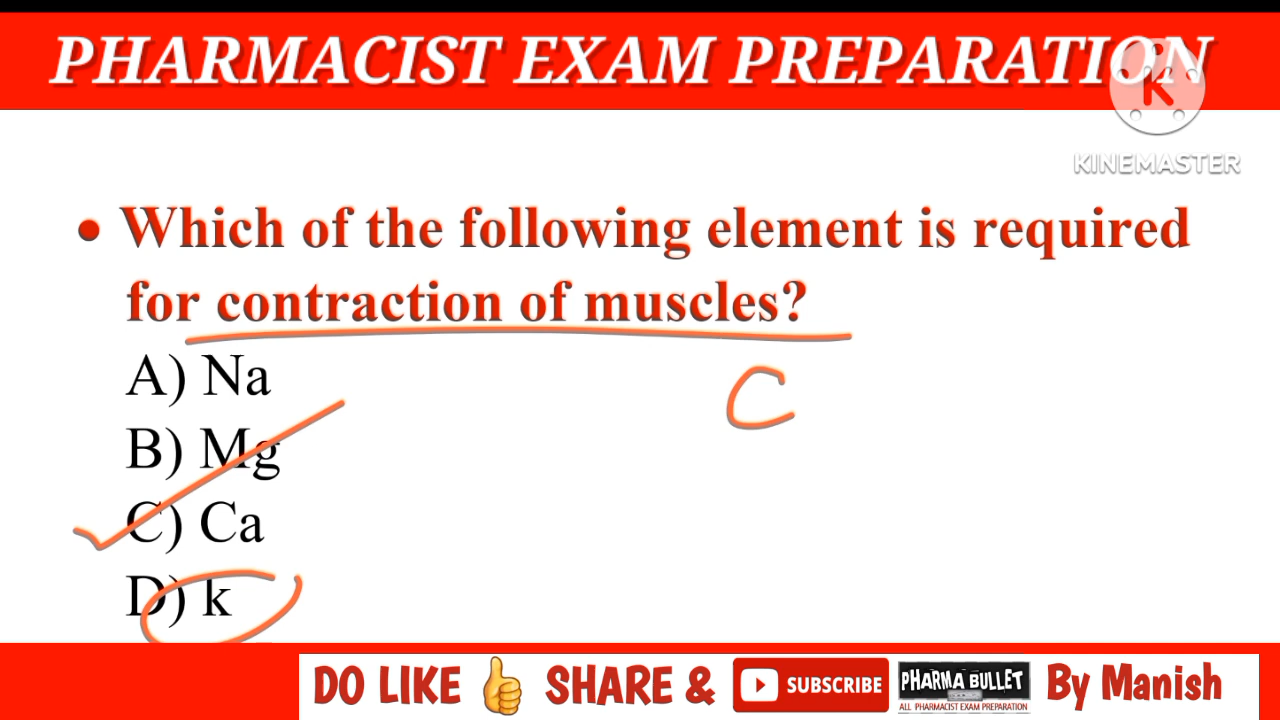 PHARMACIST EXAM PREPARATION
K
KINEMASTER
• Which of the following element is required
for contraction of muscles?
C
A) Na
B) Mg
C) Ca
D) k
DO LIKE 👍 SHARE & SUBSCRIBE PHARMA BULLET By Manish
ALL PHARMACIST EXAM PREPARATION